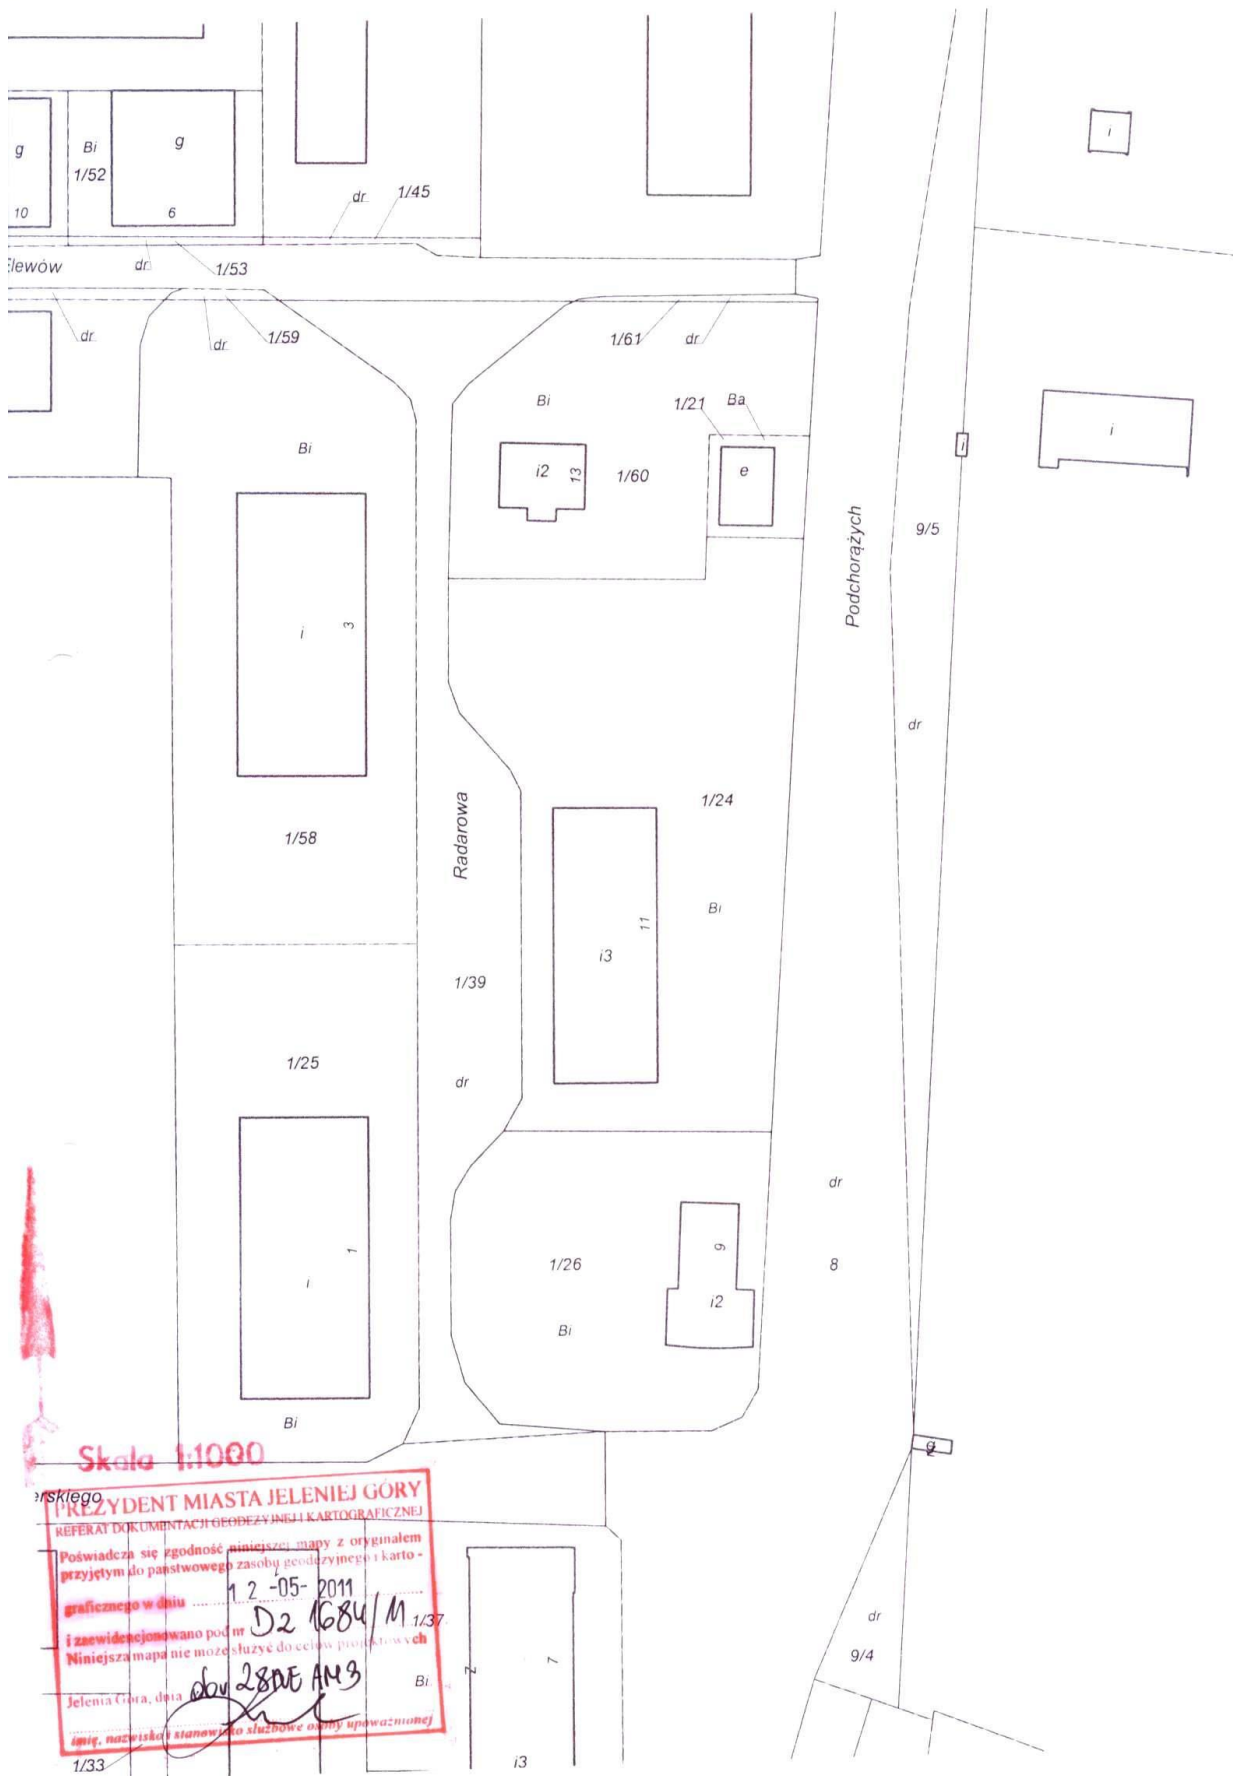 g
Bi
1/52
g
10
6
dr
1/45
i
dr
1/53
dr
dr
1/59
1/61
dr
Bi
1/21
Ba
i
Bi
i2
13
1/60
e
i
9/5
Podchorążych
i
3
dr
1/58
Radarowa
1/24
Bi
11
i3
1/39
1/25
dr
dr
1
i
1/26
9
8
i2
Bi
Bi
Skala 1:1000
erskiego
PREZYDENT MIASTA JELENIEJ GÓRY
REFERAT DOKUMENTACJI GEODEZYJNEJ I KARTOGRAFICZNEJ
Poświadcza się zgodność niniejszej mapy z oryginałem
przyjętym do państwowego zasobu geodezyjnego i karto -
graficznego w dniu 12 -05- 2011
i zaewidencjonowano pod nr D2 1684/11
Niniejsza mapa nie może służyć do celów projektowych
Jelenia Góra, dnia obr 28NE AM3
imię, nazwisko i stanowisko służbowe osoby upoważnionej
1/37
Bi
7
i3
1/33
dr
9/4